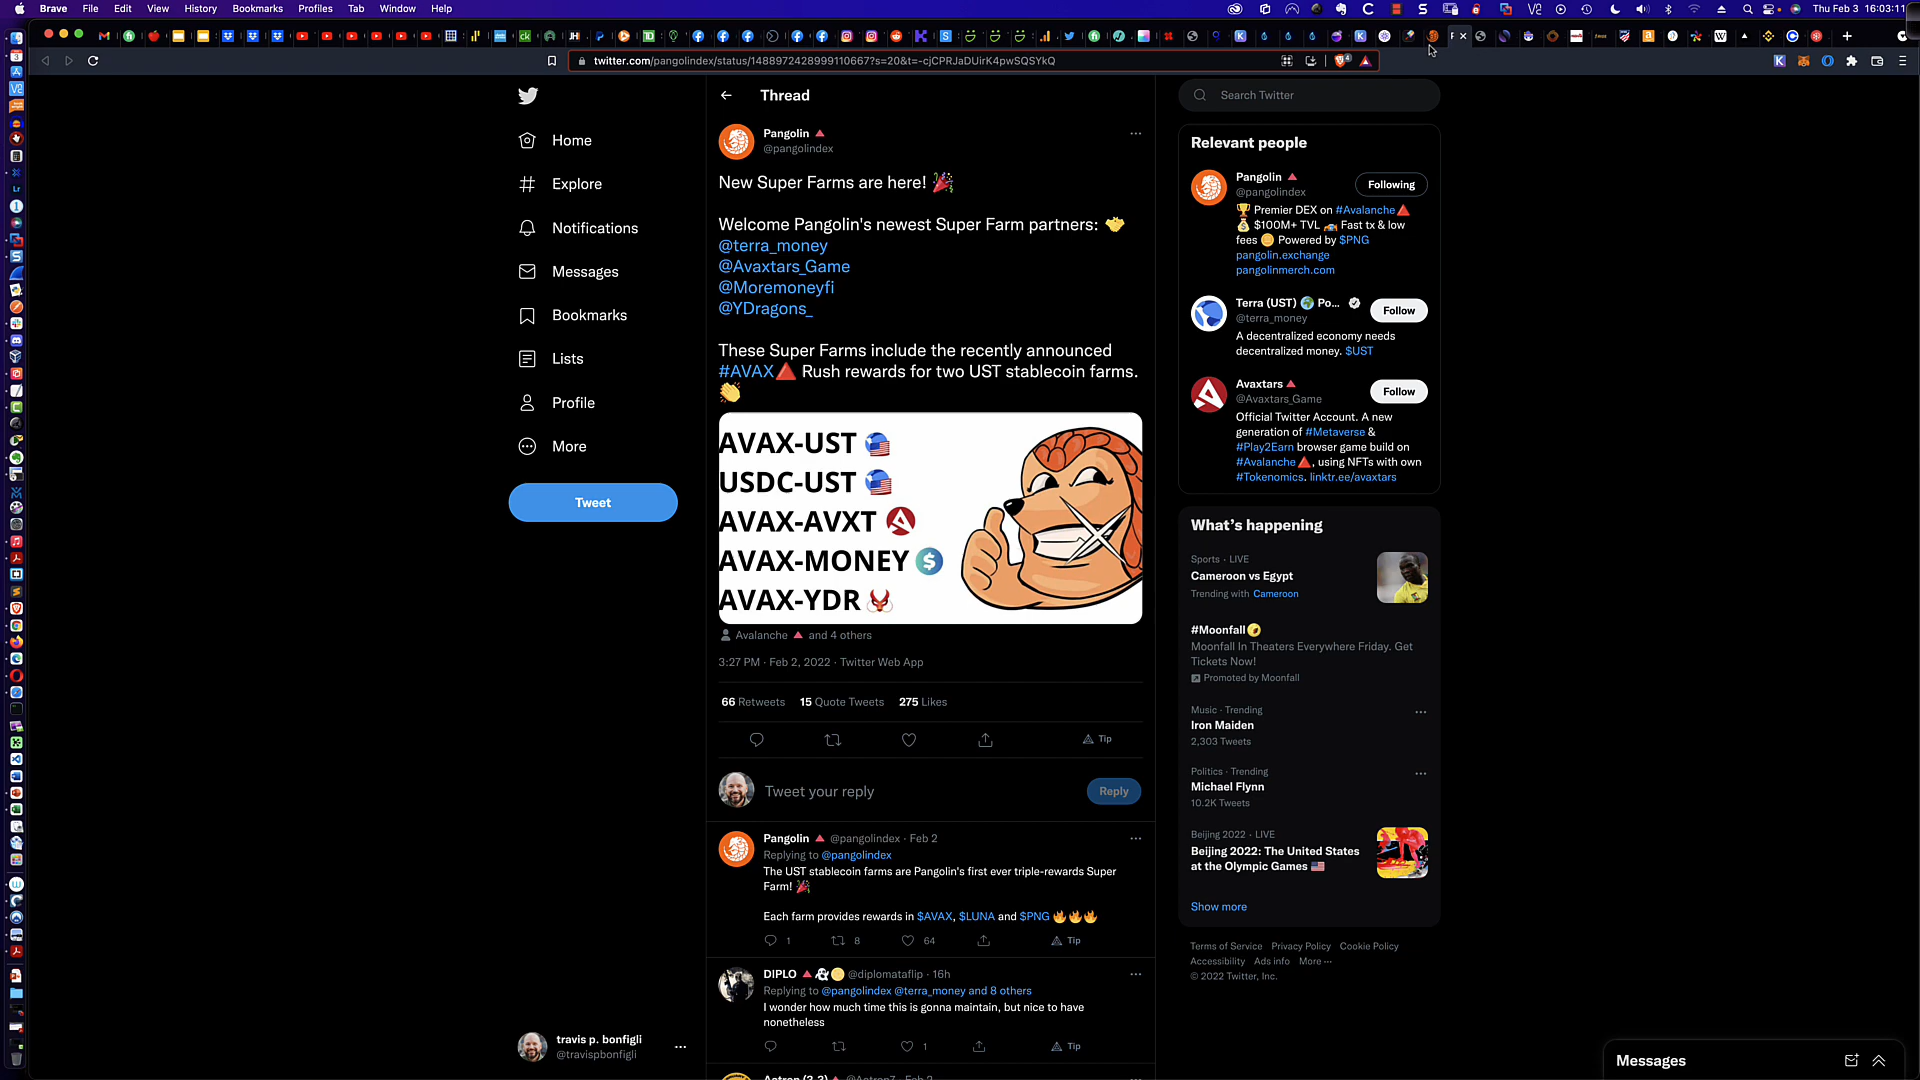 Brave File Edit View History Bookmarks Profiles Tab Window Help
Thu Feb 3 16:03:11
twitter.com/pangolindex/status/1488972428999110667?s=20&t=-cjCPRJaDUirK4pwSQSYkQ
Home
Explore
Notifications
Messages
Bookmarks
Lists
Profile
More
Tweet
travis p. bonfigli
@travispbonfigli
Thread
Pangolin
@pangolindex
New Super Farms are here!
Welcome Pangolin's newest Super Farm partners:
@terra_money
@Avaxtars_Game
@Moremoneyfi
@YDragons_
These Super Farms include the recently announced
#AVAX Rush rewards for two UST stablecoin farms.
AVAX-UST
USDC-UST
AVAX-AVXT
AVAX-MONEY
AVAX-YDR
Avalanche and 4 others
3:27 PM · Feb 2, 2022 · Twitter Web App
66 Retweets 15 Quote Tweets 275 Likes
Tip
Tweet your reply
Reply
Pangolin @pangolindex · Feb 2
Replying to @pangolindex
The UST stablecoin farms are Pangolin's first ever triple-rewards Super
Farm!
Each farm provides rewards in $AVAX, $LUNA and $PNG
1 8 64 Tip
DIPLO @diplomataflip · 16h
Replying to @pangolindex @terra_money and 8 others
I wonder how much time this is gonna maintain, but nice to have
nonetheless
1 Tip
Search Twitter
Relevant people
Pangolin
@pangolindex
Following
Premier DEX on #Avalanche
$100M+ TVL Fast tx & low
fees Powered by $PNG
pangolin.exchange
pangolinmerch.com
Terra (UST) Po...
@terra_money
Follow
A decentralized economy needs
decentralized money. $UST
Avaxtars
@Avaxtars_Game
Follow
Official Twitter Account. A new
generation of #Metaverse &
#Play2Earn browser game build on
#Avalanche, using NFTs with own
#Tokenomics. linktr.ee/avaxtars
What's happening
Sports · LIVE
Cameroon vs Egypt
Trending with Cameroon
#Moonfall
Moonfall In Theaters Everywhere Friday. Get
Tickets Now!
Promoted by Moonfall
Music · Trending
Iron Maiden
2,303 Tweets
Politics · Trending
Michael Flynn
10.2K Tweets
Beijing 2022 · LIVE
Beijing 2022: The United States
at the Olympic Games
Show more
Terms of Service Privacy Policy Cookie Policy
Accessibility Ads info More ···
© 2022 Twitter, Inc.
Messages